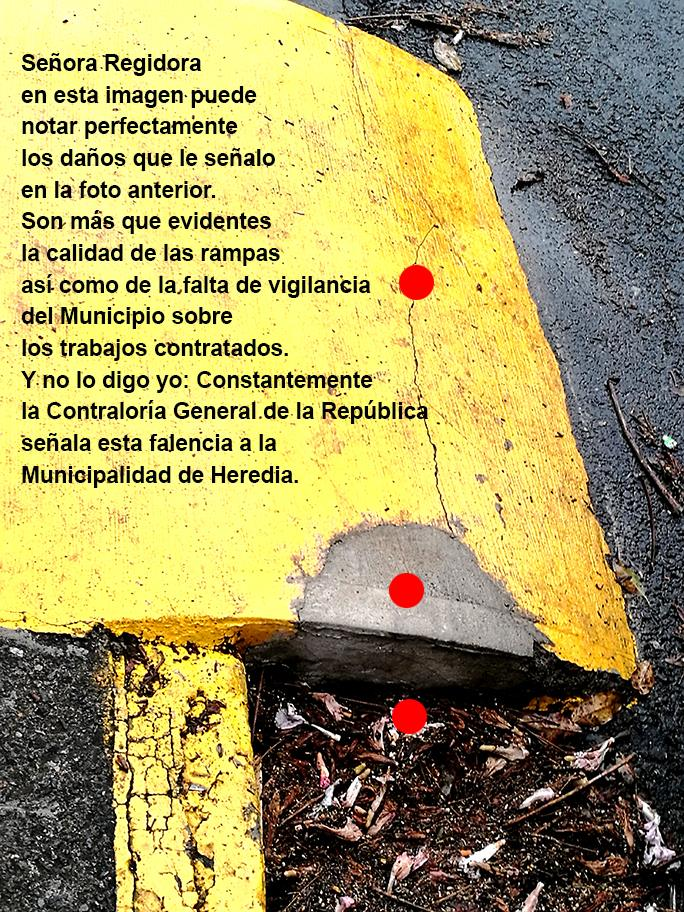 Señora Regidora
en esta imagen puede
notar perfectamente
los daños que le señalo
en la foto anterior.
Son más que evidentes
la calidad de las rampas
así como de la falta de vigilancia
del Municipio sobre
los trabajos contratados.
Y no lo digo yo: Constantemente
la Contraloría General de la República
señala esta falencia a la
Municipalidad de Heredia.